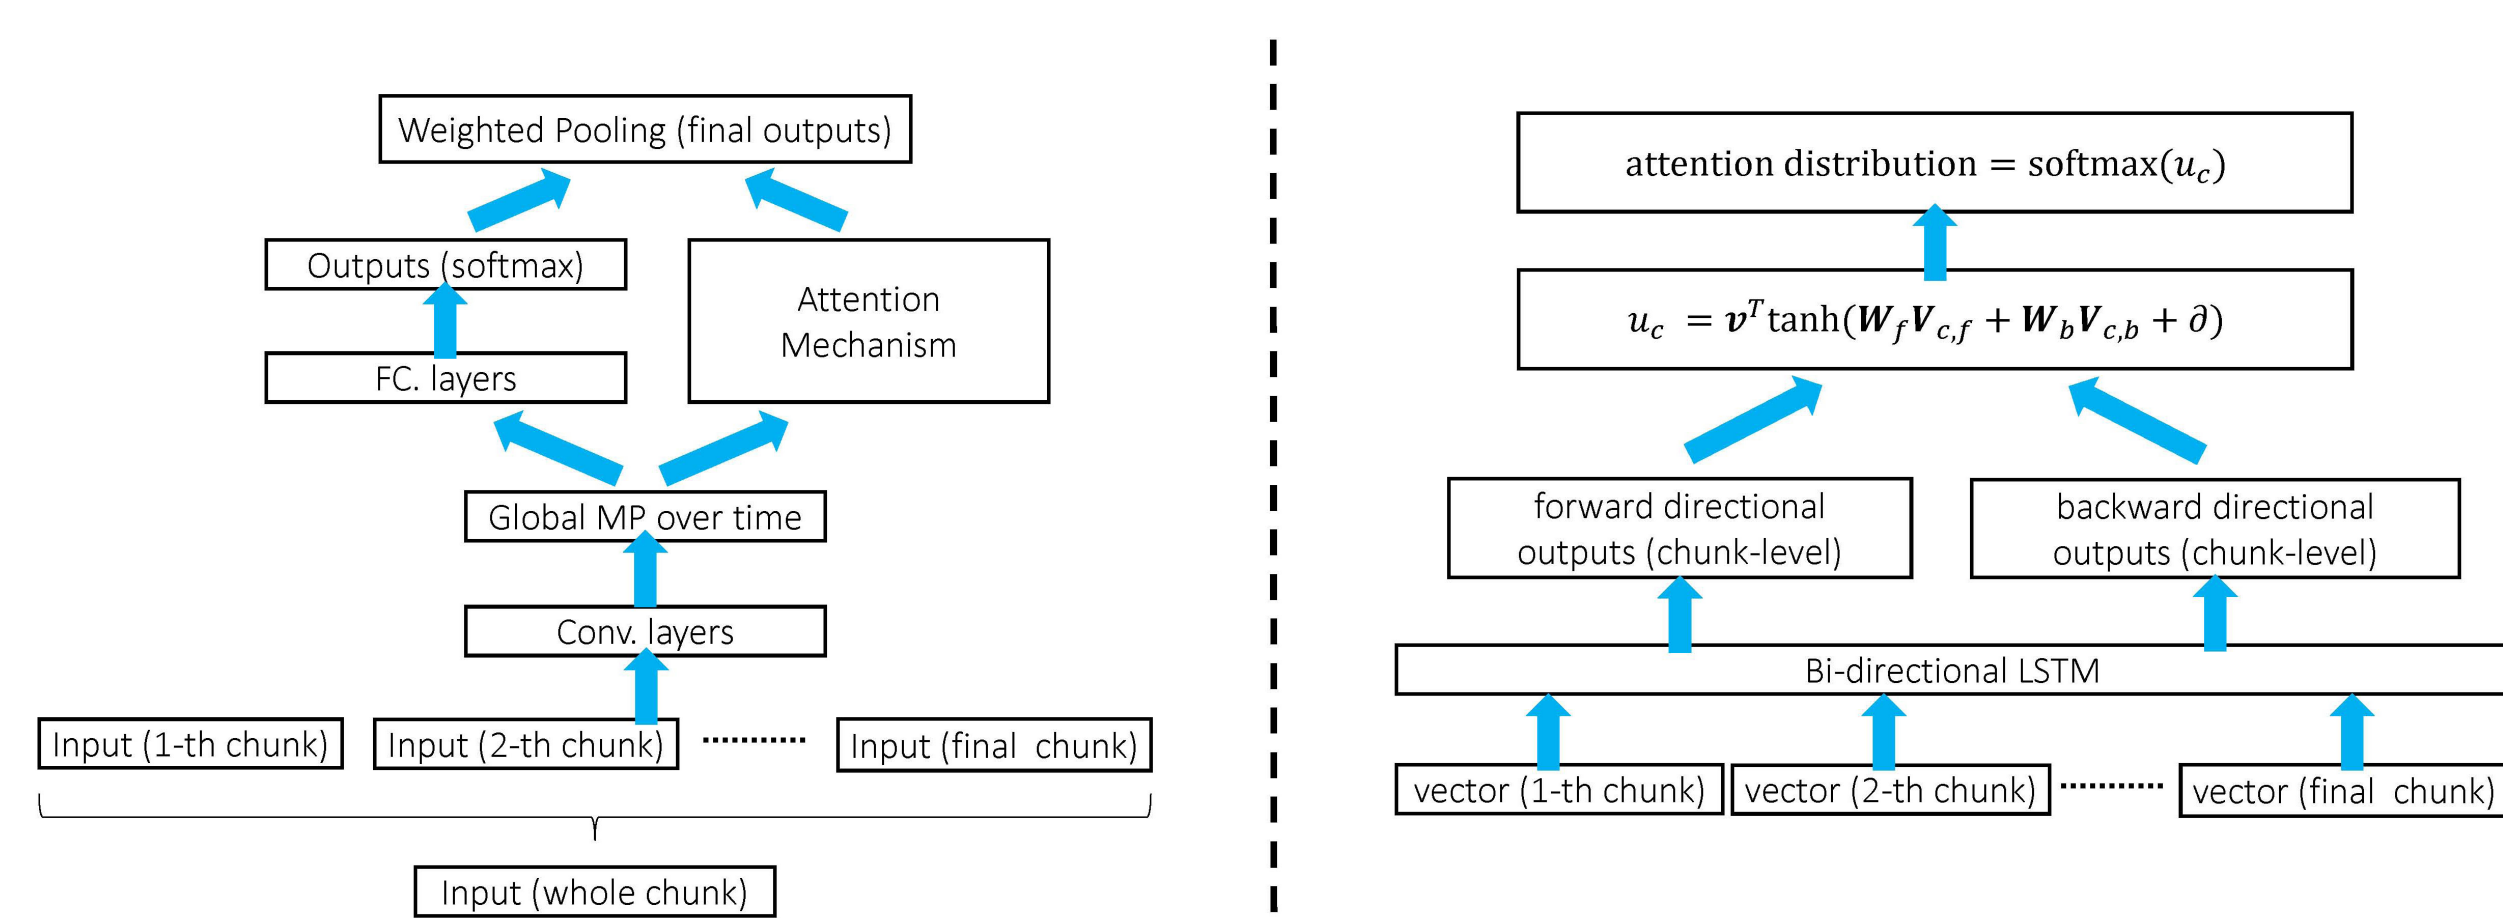 Weighted Pooling (final outputs)
Outputs (softmax)
Attention
Mechanism
FC. layers
Global MP over time
Conv. layers
Input (1-th chunk)
Input (2-th chunk)
Input (final chunk)
Input (whole chunk)
attention distribution = softmax(u_c)
u_c = v^T tanh(W_f V_{c,f} + W_b V_{c,b} + ∂)
forward directional
outputs (chunk-level)
backward directional
outputs (chunk-level)
Bi-directional LSTM
vector (1-th chunk)
vector (2-th chunk)
vector (final chunk)